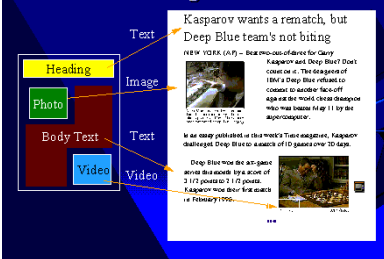 Heading
Photo
Body Text
Video
Text
Image
Text
Video
Kasparov wants a rematch, but
Deep Blue team's not biting
NEW YORK (AP) – Best two-out-of-three for Garry
Kasparov and Deep Blue? Don't
count on it. The designers of
IBM's Deep Blue refused to
commit to another face-off
against the world chess champion
who was beaten May 11 by the
supercomputer.
In an essay published in this week's Time magazine, Kasparov
challenged Deep Blue to a match of 10 games over 20 days.
Deep Blue won the six-game
series this month by a score of
3 1/2 points to 2 1/2 points.
Kasparov won their first match
in February 1996.